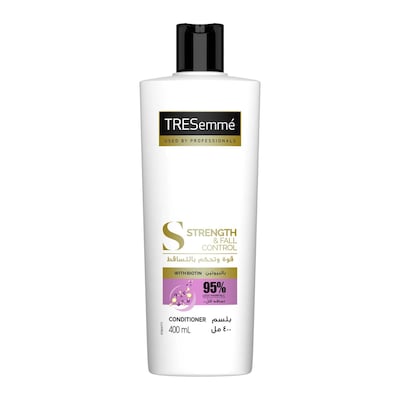 TRESemmé
USED BY PROFESSIONALS
S STRENGTH
& FALL
CONTROL
قوة وتحكم بالتساقط
WITH BIOTIN بالبيوتين
95%
CONDITIONER بلسم
400 mL ٤٠٠ مل